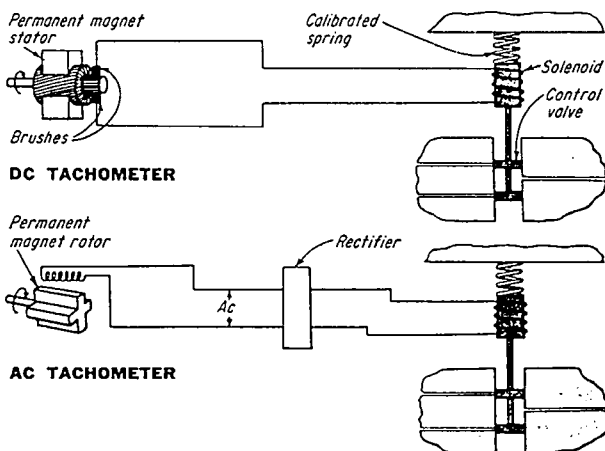 Permanent magnet
stator
Calibrated
spring
Solenoid
Control
valve
Brushes
DC TACHOMETER
Permanent
magnet rotor
Rectifier
Ac
AC TACHOMETER